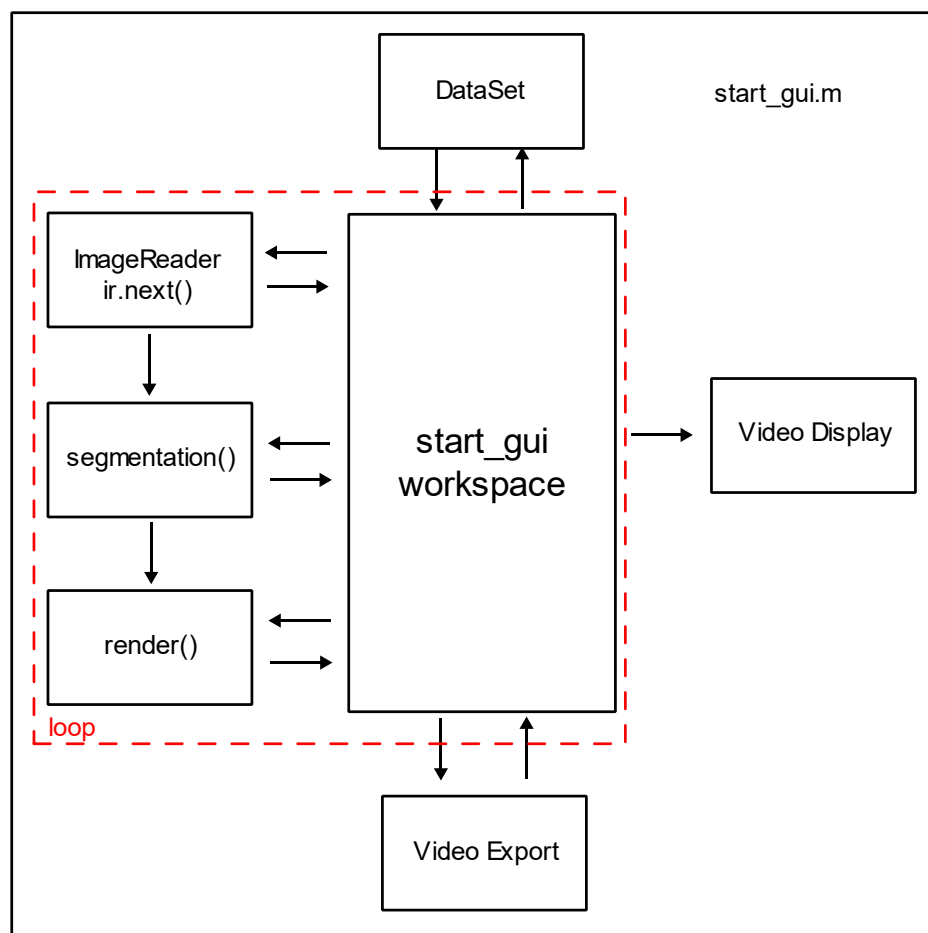 DataSet
start_gui.m
ImageReader
ir.next()
segmentation()
start_gui
workspace
Video Display
render()
loop
Video Export